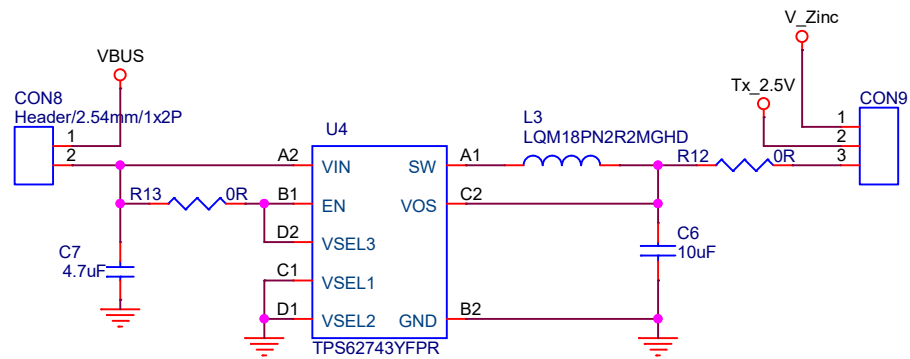 V_Zinc
VBUS
Tx_2.5V
CON8
Header/2.54mm/1x2P
CON9
L3
LQM18PN2R2MGHD
U4
1
2
1
2
3
A2 VIN SW A1
R12 0R
R13 0R
B1 EN VOS C2
D2 VSEL3
C7
4.7uF
C6
10uF
C1 VSEL1
D1 VSEL2 GND B2
TPS62743YFPR